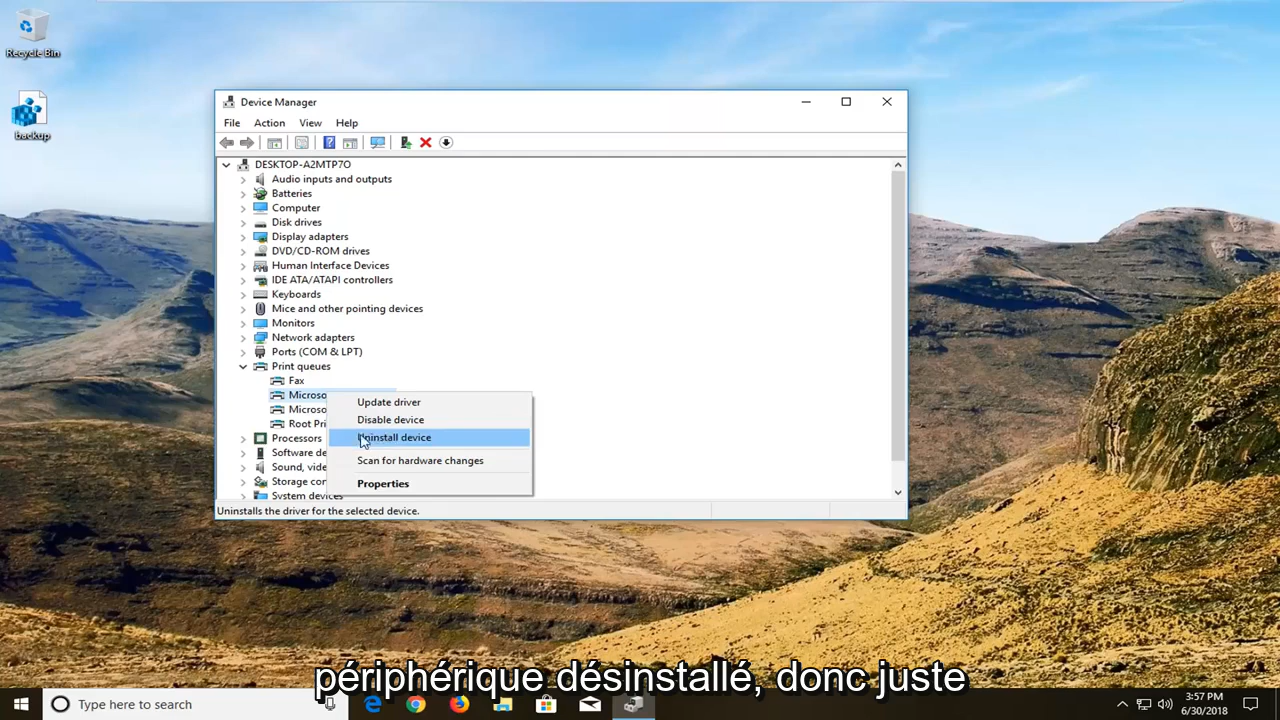 Recycle Bin
backup
Device Manager
File Action View Help
DESKTOP-A2MTP7O
Audio inputs and outputs
Batteries
Computer
Disk drives
Display adapters
DVD/CD-ROM drives
Human Interface Devices
IDE ATA/ATAPI controllers
Keyboards
Mice and other pointing devices
Monitors
Network adapters
Ports (COM & LPT)
Print queues
Fax
Microso
Microso
Root Pri
Processors
Software de
Sound, vide
Storage con
System devices
Update driver
Disable device
Uninstall device
Scan for hardware changes
Properties
Uninstalls the driver for the selected device.
périphérique désinstallé, donc juste
Type here to search
3:57 PM
6/30/2018